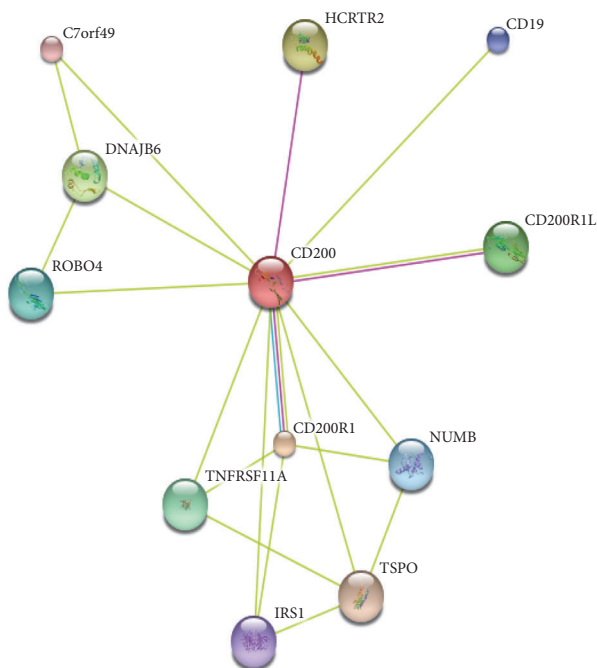 HCRTR2
CD19
C7orf49
DNAJB6
CD200R1L
CD200
ROBO4
CD200R1
NUMB
TNFRSF11A
TSPO
IRS1